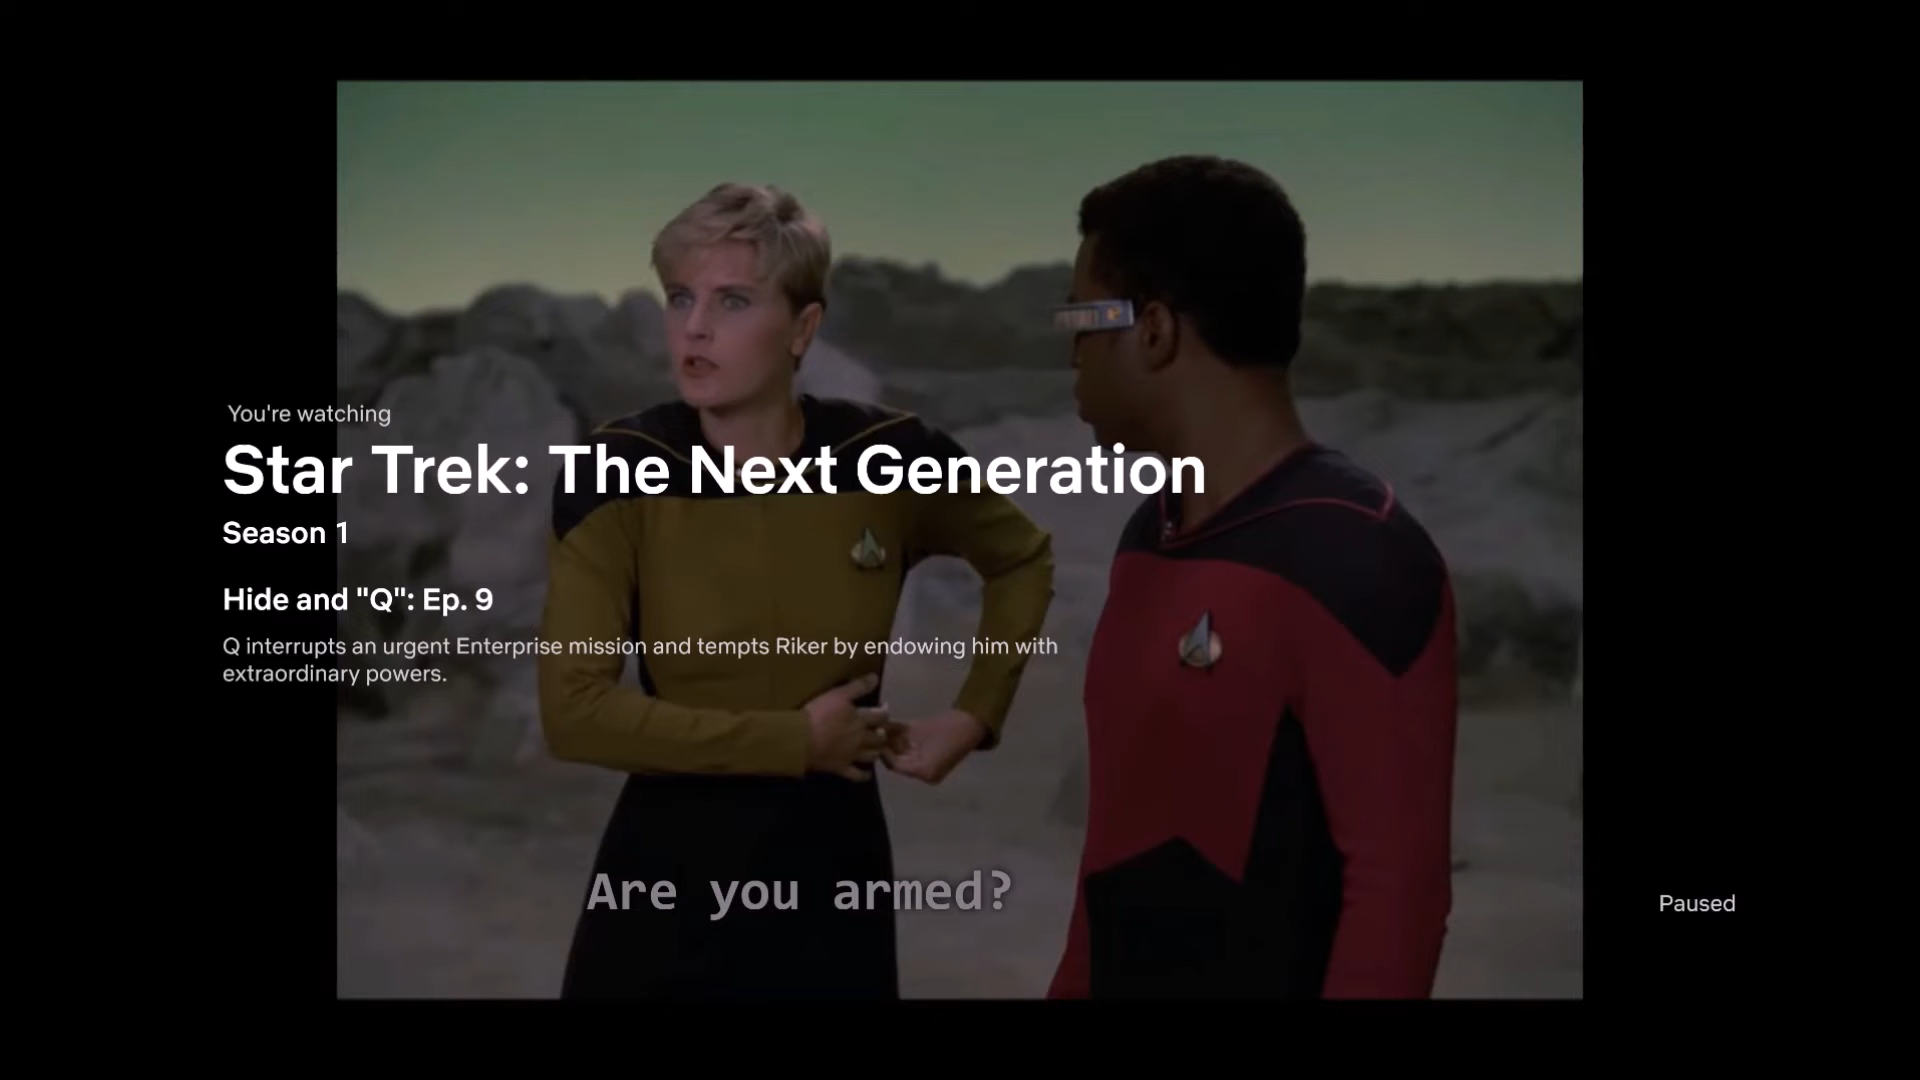 You're watching
Star Trek: The Next Generation
Season 1
Hide and "Q": Ep. 9
Q interrupts an urgent Enterprise mission and tempts Riker by endowing him with
extraordinary powers.
Are you armed?
Paused